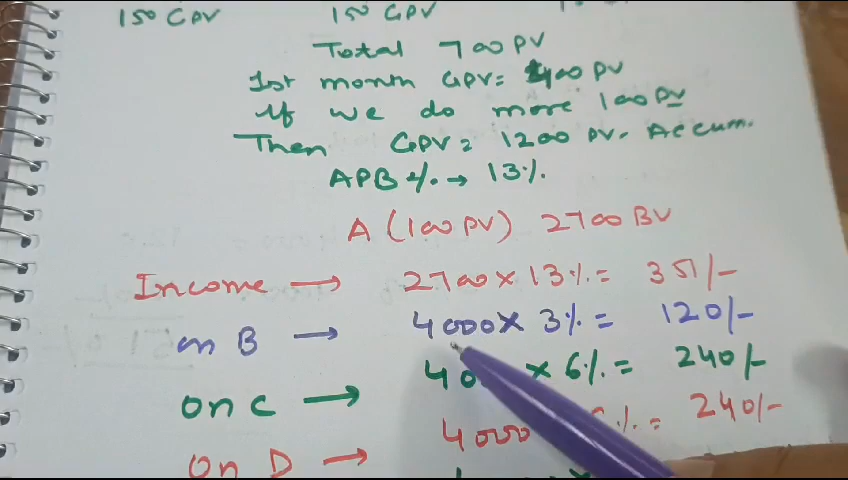 150 GPV 150 GPV
Total 700 PV
1st month GPV = 400 PV
If we do more 100 PV
Then GPV = 1200 PV. Accum.
APB % → 13%.
A (100 PV) 2700 BV
Income → 2700 x 13% = 351/-
on B → 4000 x 3% = 120/-
on C → 40 x 6% = 240/-
on D → 4000 % = 240/-